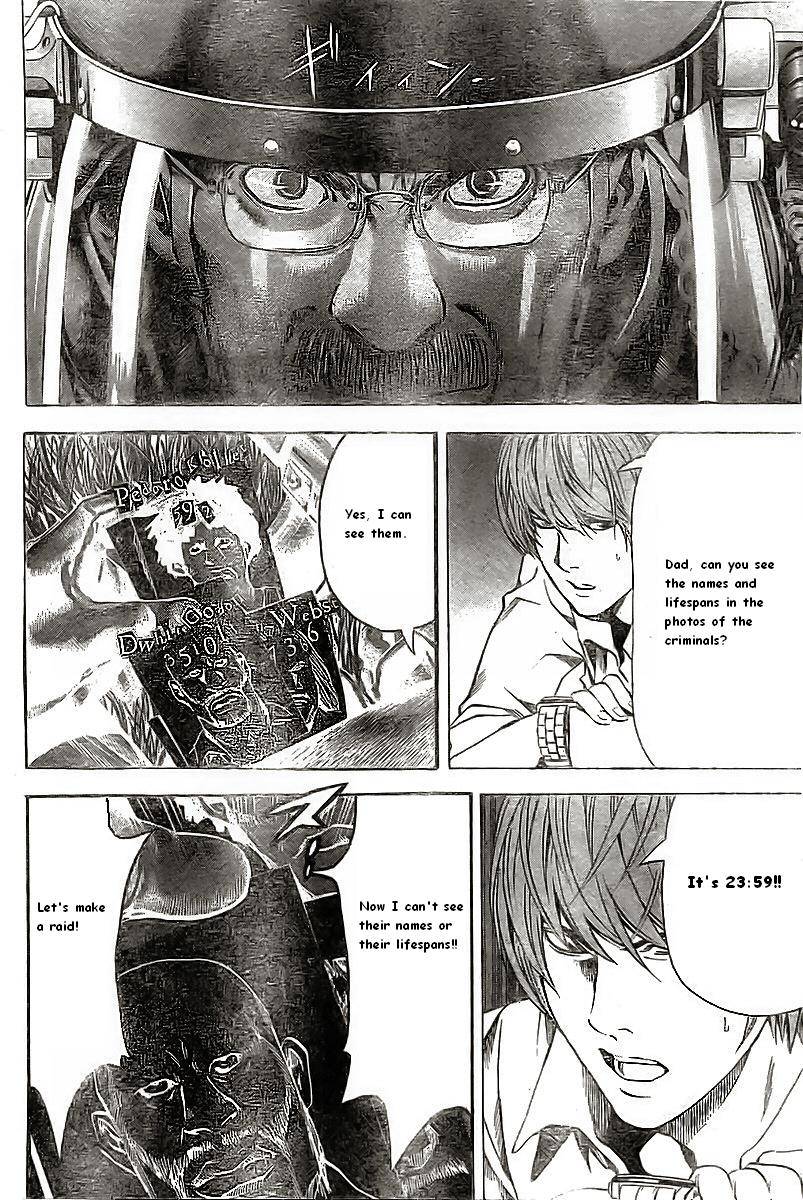 ギィィン…
Dad, can you see
the names and
lifespans in the
photos of the
criminals?
Yes, I can
see them.
It's 23:59!!
Now I can't see
their names or
their lifespans!!
Let's make
a raid!